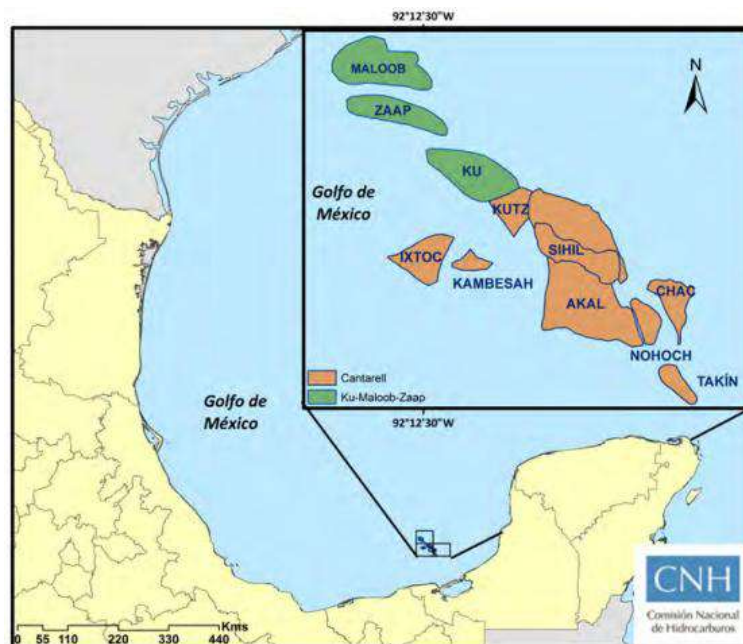 92°12'30"W
MALOOB
N
ZAAP
KU
Golfo de
México
KUTZ
IXTOC
SIHIL
KAMBESAH
CHAC
AKAL
NOHOCH
TAKÍN
Cantarell
Ku-Maloob-Zaap
92°12'30"W
Golfo de
México
CNH
Comisión Nacional
de Hidrocarburos
Kms
0 55 110 220 330 440